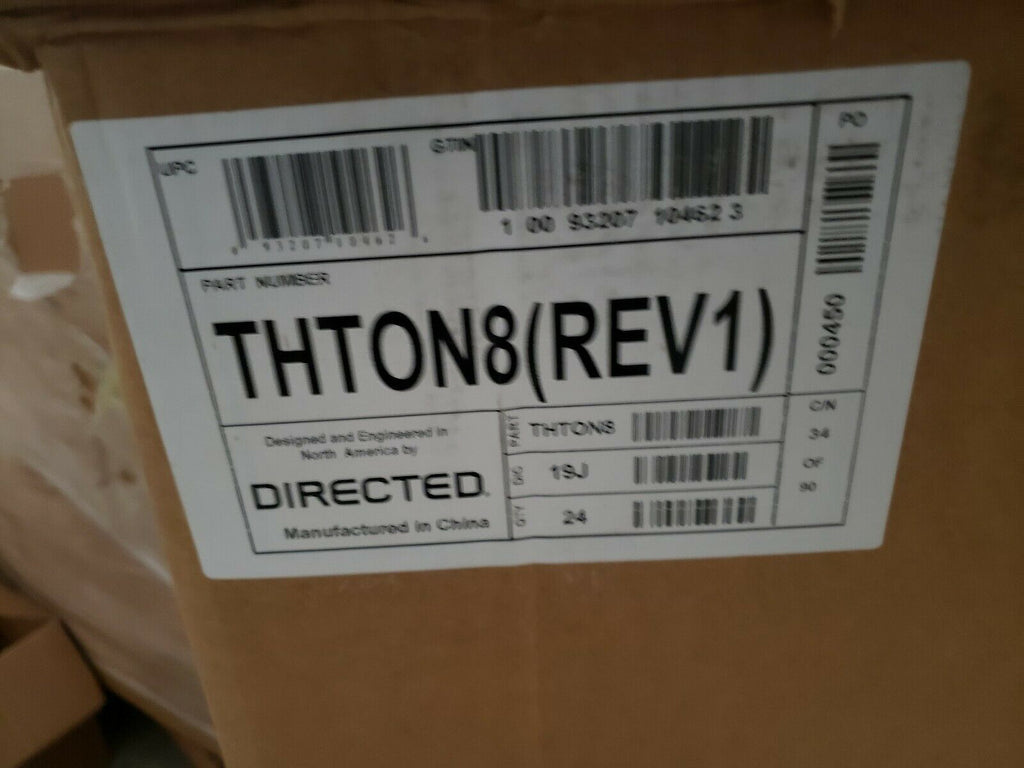 UPC
GTIN
1 00 93207 10462 3
PO
000450
PART NUMBER
THTON8(REV1)
Designed and Engineered in
North America by
DIRECTED
Manufactured in China
PART THTON8
1SJ
QTY 24
C/N
34
OF
90